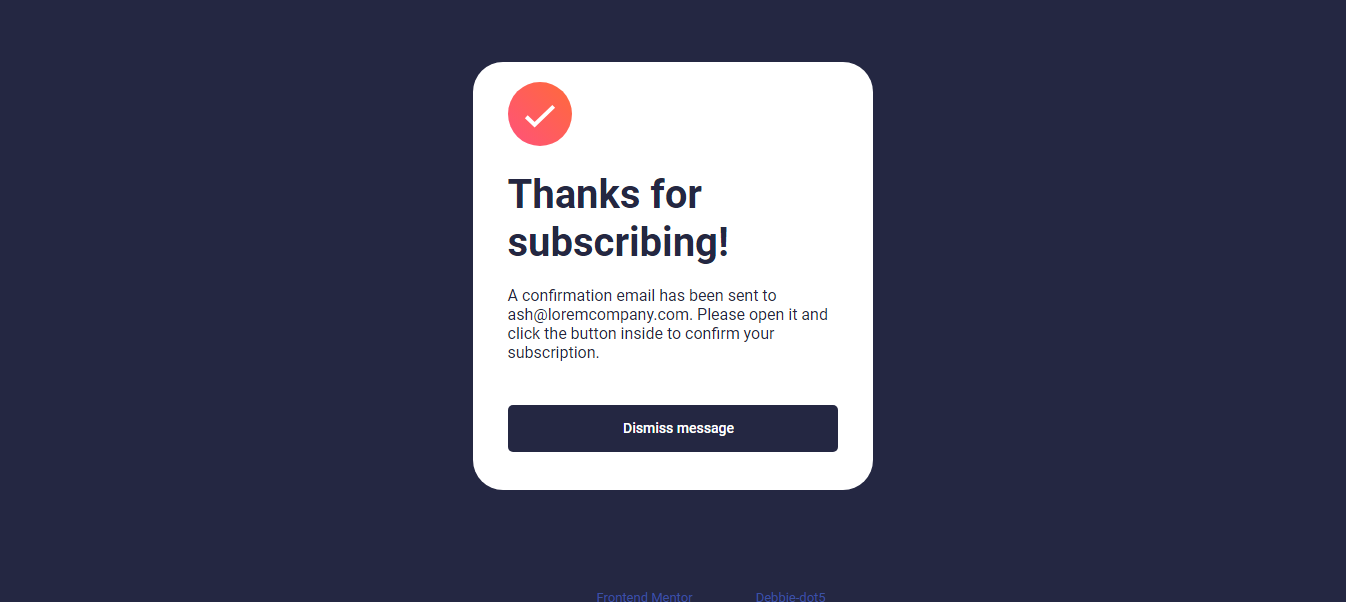 Thanks for
subscribing!
A confirmation email has been sent to
ash@loremcompany.com. Please open it and
click the button inside to confirm your
subscription.
Dismiss message
Frontend Mentor Debbie-dot5